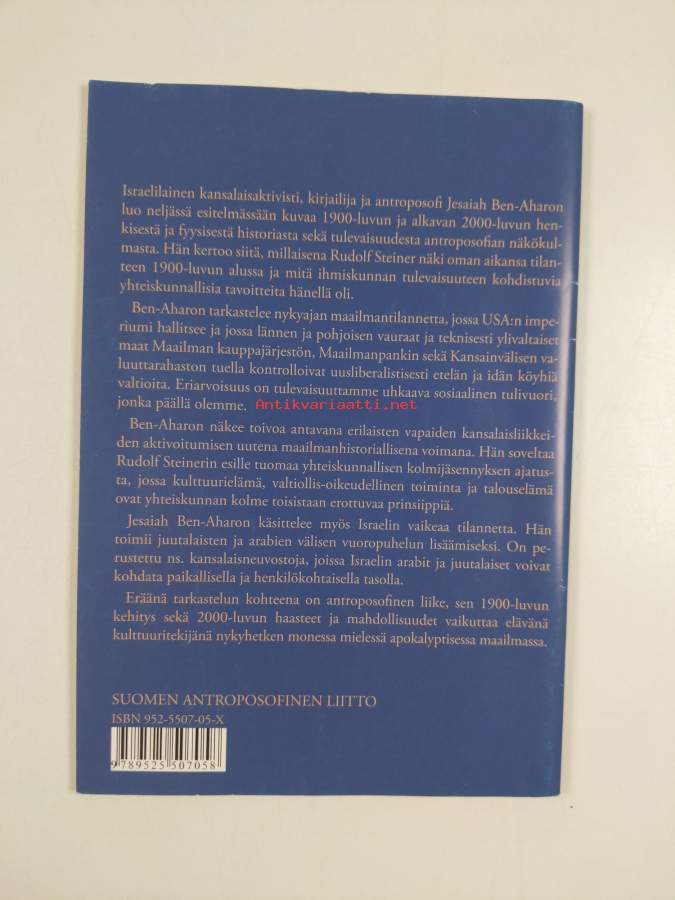 Israelilainen kansalaisaktivisti, kirjailija ja antroposofi Jesaiah Ben-Aharon
luo neljässä esitelmässään kuvaa 1900-luvun ja alkavan 2000-luvun hen-
kisestä ja fyysisestä historiasta sekä tulevaisuudesta antroposofian näkökul-
masta. Hän kertoo siitä, millaisena Rudolf Steiner näki oman aikansa tilan-
teen 1900-luvun alussa ja mitä ihmiskunnan tulevaisuuteen kohdistuvia
yhteiskunnallisia tavoitteita hänellä oli.
Ben-Aharon tarkastelee nykyajan maailmantilannetta, jossa USA:n impe-
riumi hallitsee ja jossa lännen ja pohjoisen vauraat ja teknisesti ylivaltaiset
maat Maailman kauppajärjestön, Maailmanpankin sekä Kansainvälisen va-
luuttarahaston tuella kontrolloivat uusliberalistisesti etelän ja idän köyhiä
valtioita. Eriarvoisuus on tulevaisuuttamme uhkaava sosiaalinen tulivuori,
jonka päällä olemme.
Antikvariaatti.net
Ben-Aharon näkee toivoa antavana erilaisten vapaiden kansalaisliikkei-
den aktivoitumisen uutena maailmanhistoriallisena voimana. Hän soveltaa
Rudolf Steinerin esille tuomaa yhteiskunnallisen kolmijäsennyksen ajatus-
ta, jossa kulttuurielämä, valtiollis-oikeudellinen toiminta ja talouselämä
ovat yhteiskunnan kolme toisistaan erottuvaa prinsiippiä.
Jesaiah Ben-Aharon käsittelee myös Israelin vaikeaa tilannetta. Hän
toimii juutalaisten ja arabien välisen vuoropuhelun lisäämiseksi. On pe-
rustettu ns. kansalaisneuvostoja, joissa Israelin arabit ja juutalaiset voivat
kohdata paikallisella ja henkilökohtaisella tasolla.
Eräänä tarkastelun kohteena on antroposofinen liike, sen 1900-luvun
kehitys sekä 2000-luvun haasteet ja mahdollisuudet vaikuttaa elävänä
kulttuuritekijänä nykyhetken monessa mielessä apokalyptisessa maailmassa.
SUOMEN ANTROPOSOFINEN LIITTO
ISBN 952-5507-05-X
9 789525 507058